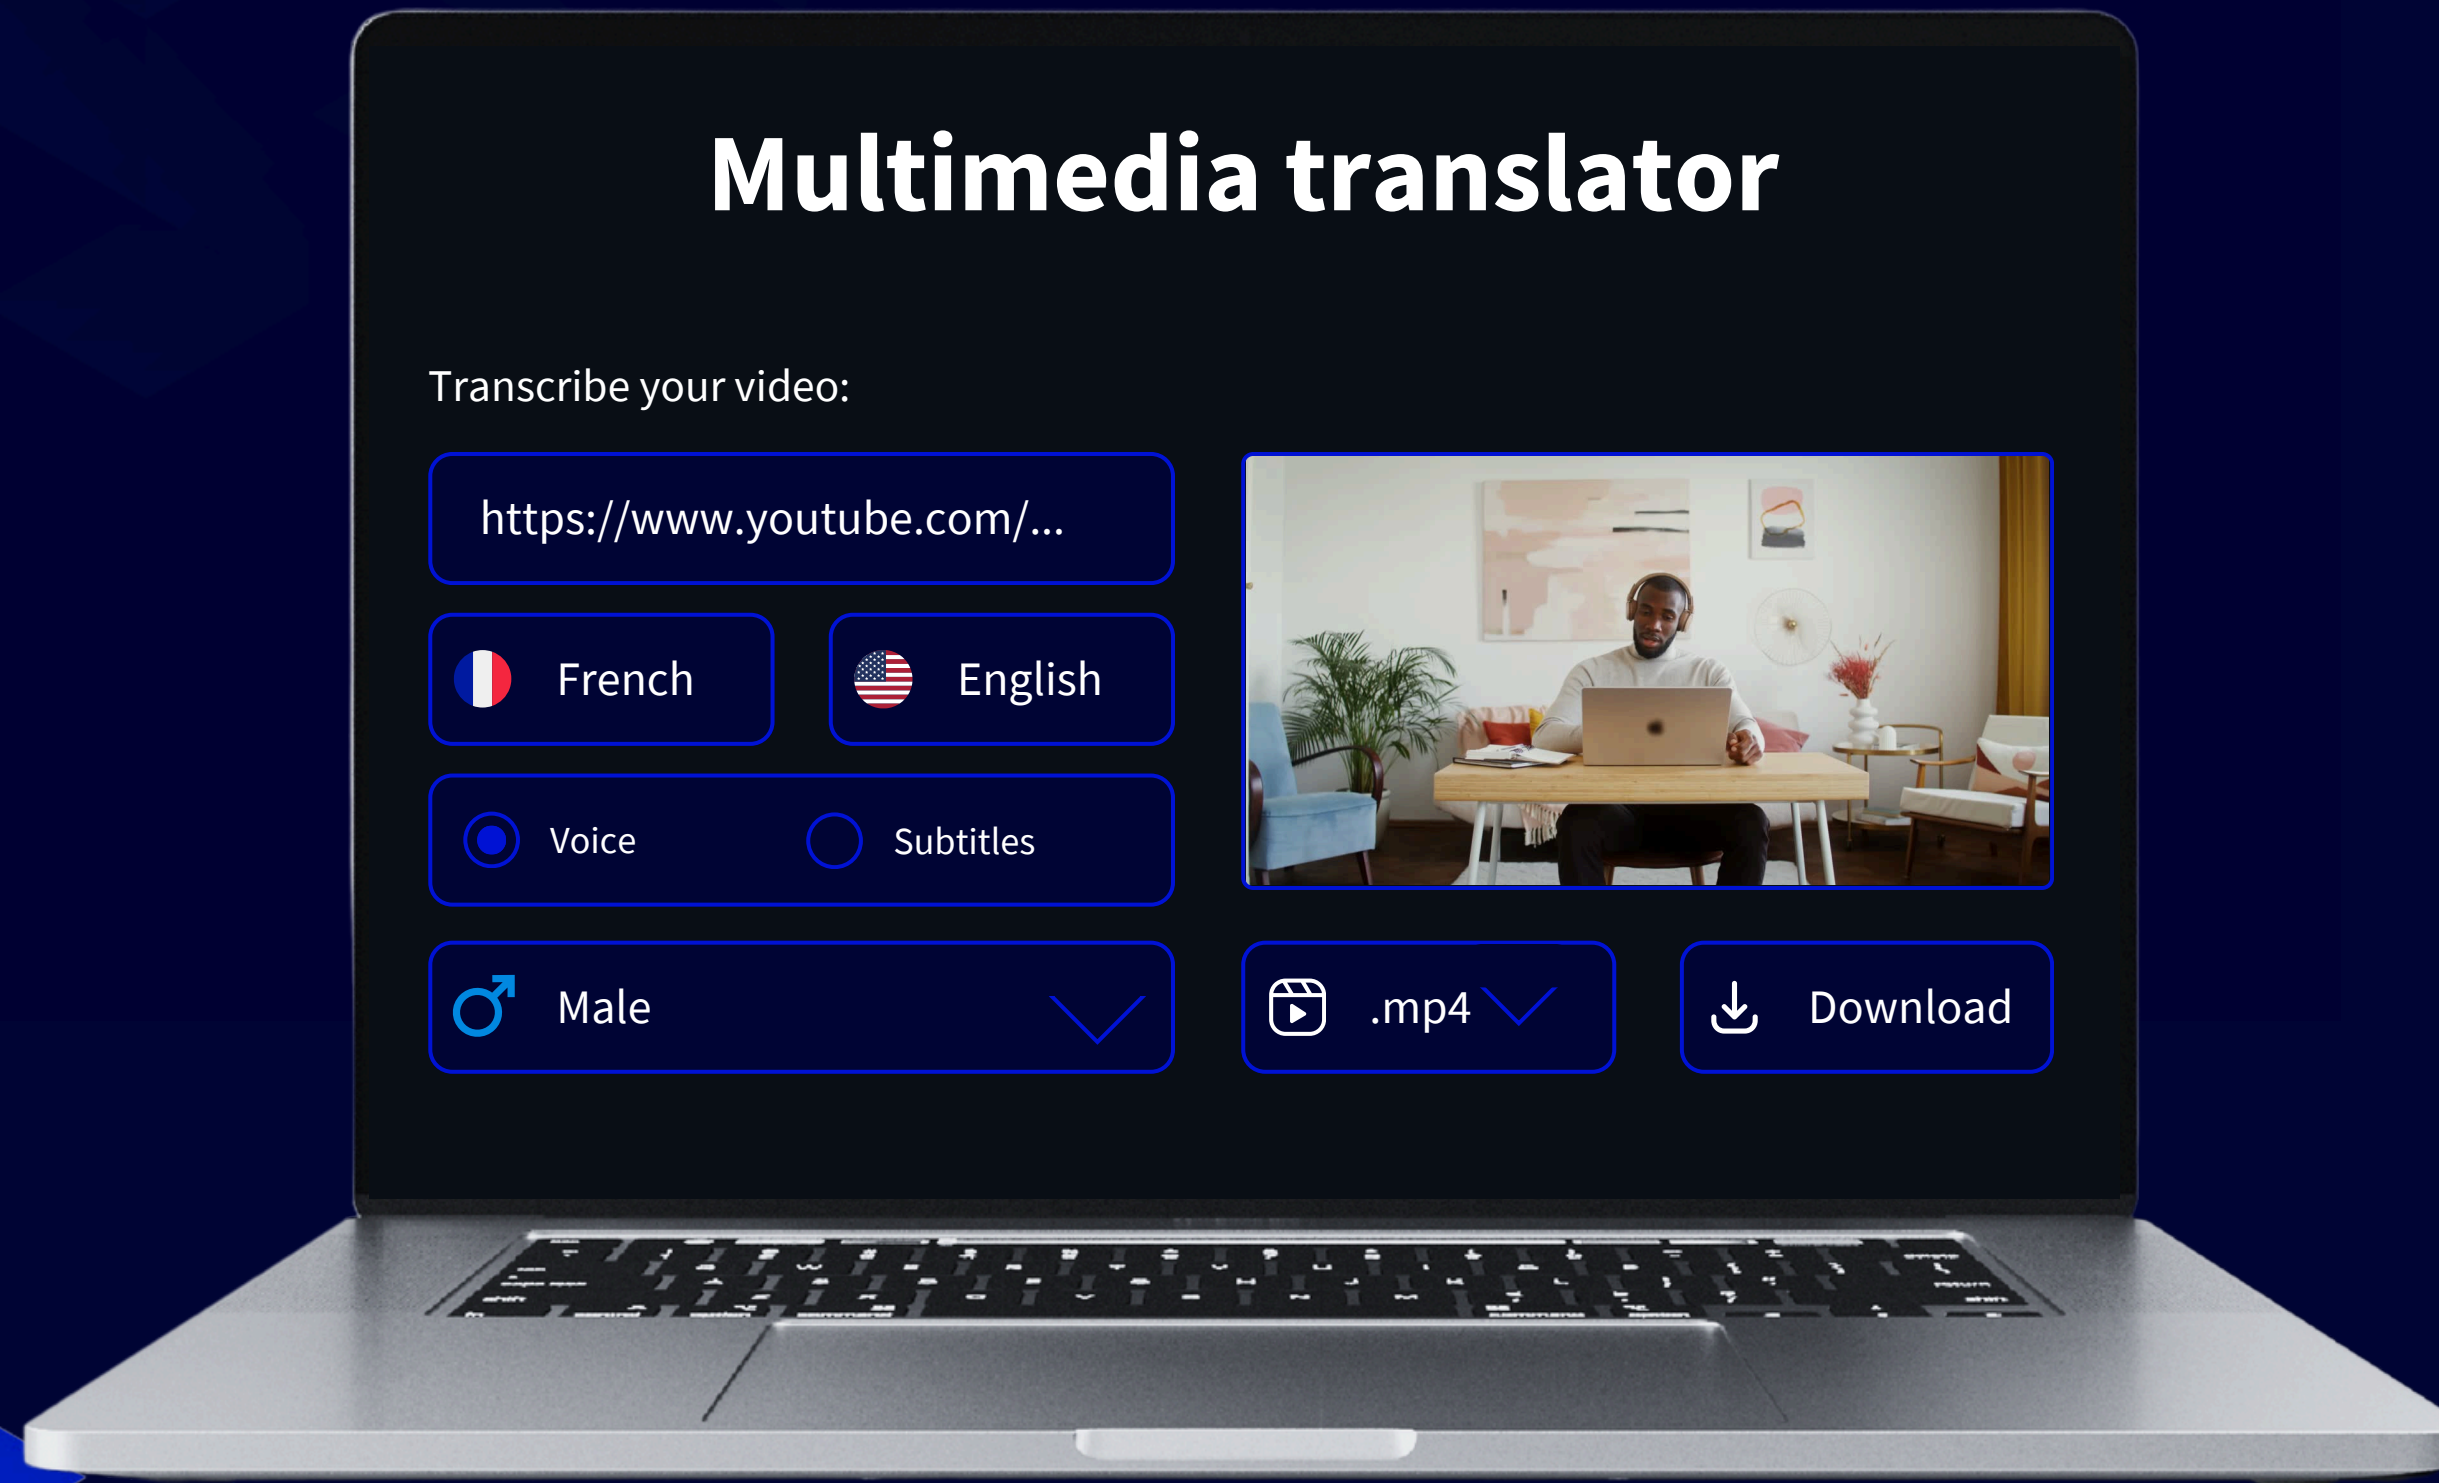 Multimedia translator
Transcribe your video:
https://www.youtube.com/...
French
English
Voice
Subtitles
Male
.mp4
Download